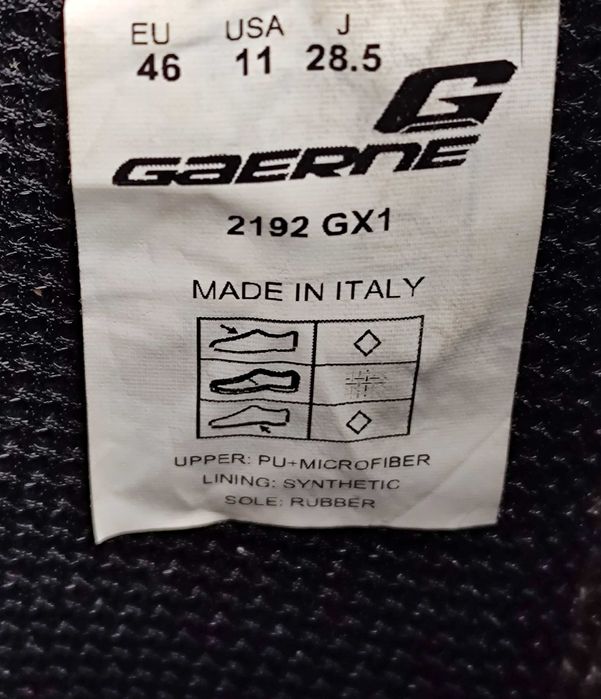 EU USA J
46 11 28.5
G
GAERNE
2192 GX1
MADE IN ITALY
UPPER: PU+MICROFIBER
LINING: SYNTHETIC
SOLE: RUBBER